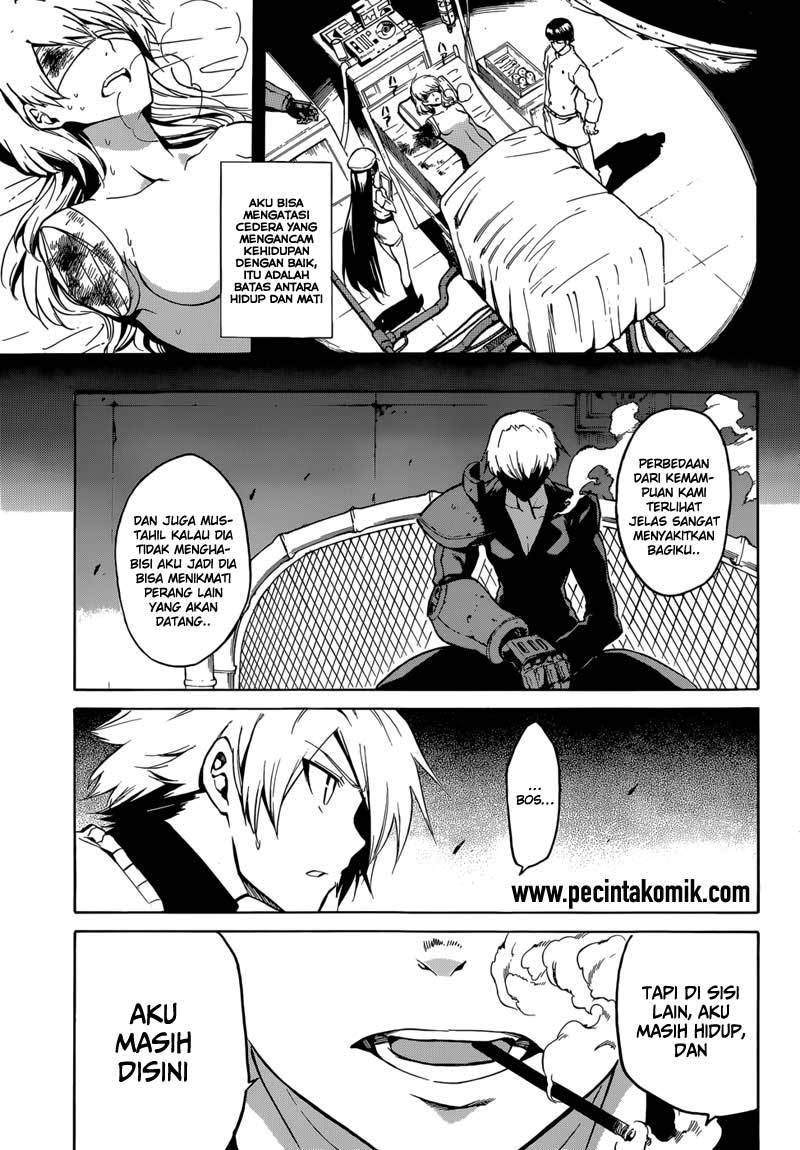 AKU BISA
MENGATASI
CEDERA YANG
MENGANCAM
KEHIDUPAN
DENGAN BAIK,
ITU ADALAH
BATAS ANTARA
HIDUP DAN MATI
PERBEDAAN
DARI KEMAM-
PUAN KAMI
TERLIHAT
JELAS SANGAT
MENYAKITKAN
BAGIKU..
DAN JUGA MUS-
TAHIL KALAU DIA
TIDAK MENGHA-
BISI AKU JADI DIA
BISA MENIKMATI
PERANG LAIN
YANG AKAN
DATANG..
...
BOS...
www.pecintakomik.com
TAPI DI SISI
LAIN, AKU
MASIH HIDUP,
DAN
AKU
MASIH
DISINI